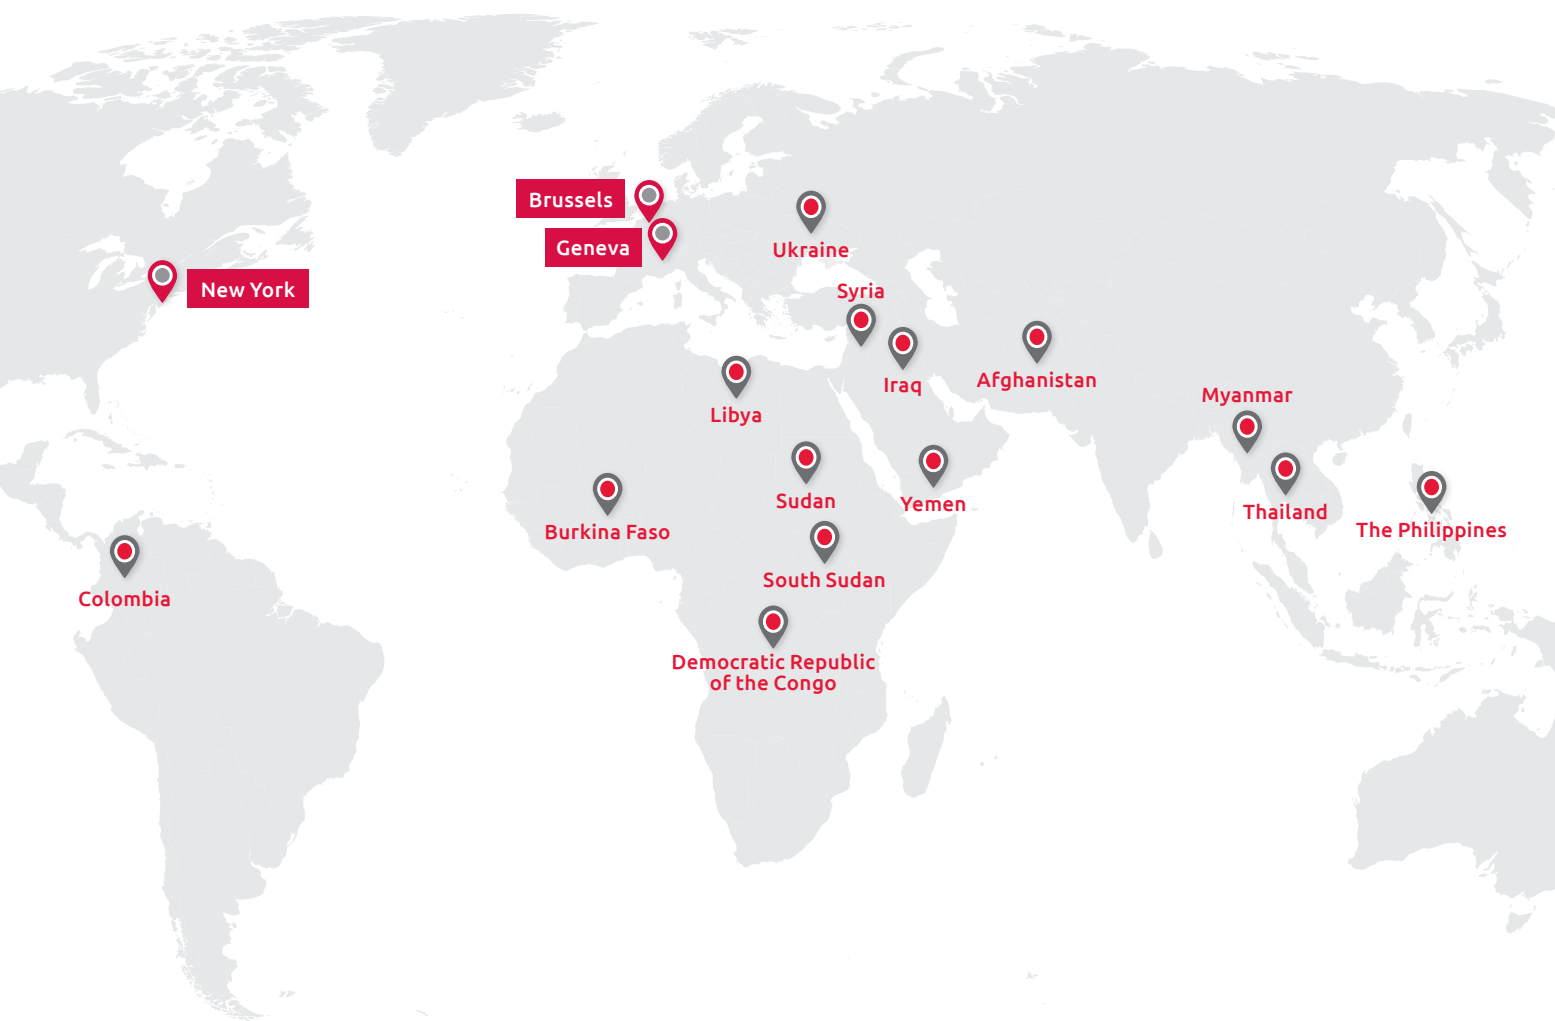 Brussels
Ukraine
Geneva
New York
Syria
Iraq
Afghanistan
Myanmar
Libya
Sudan
Yemen
Thailand
Burkina Faso
The Philippines
South Sudan
Colombia
Democratic Republic
of the Congo